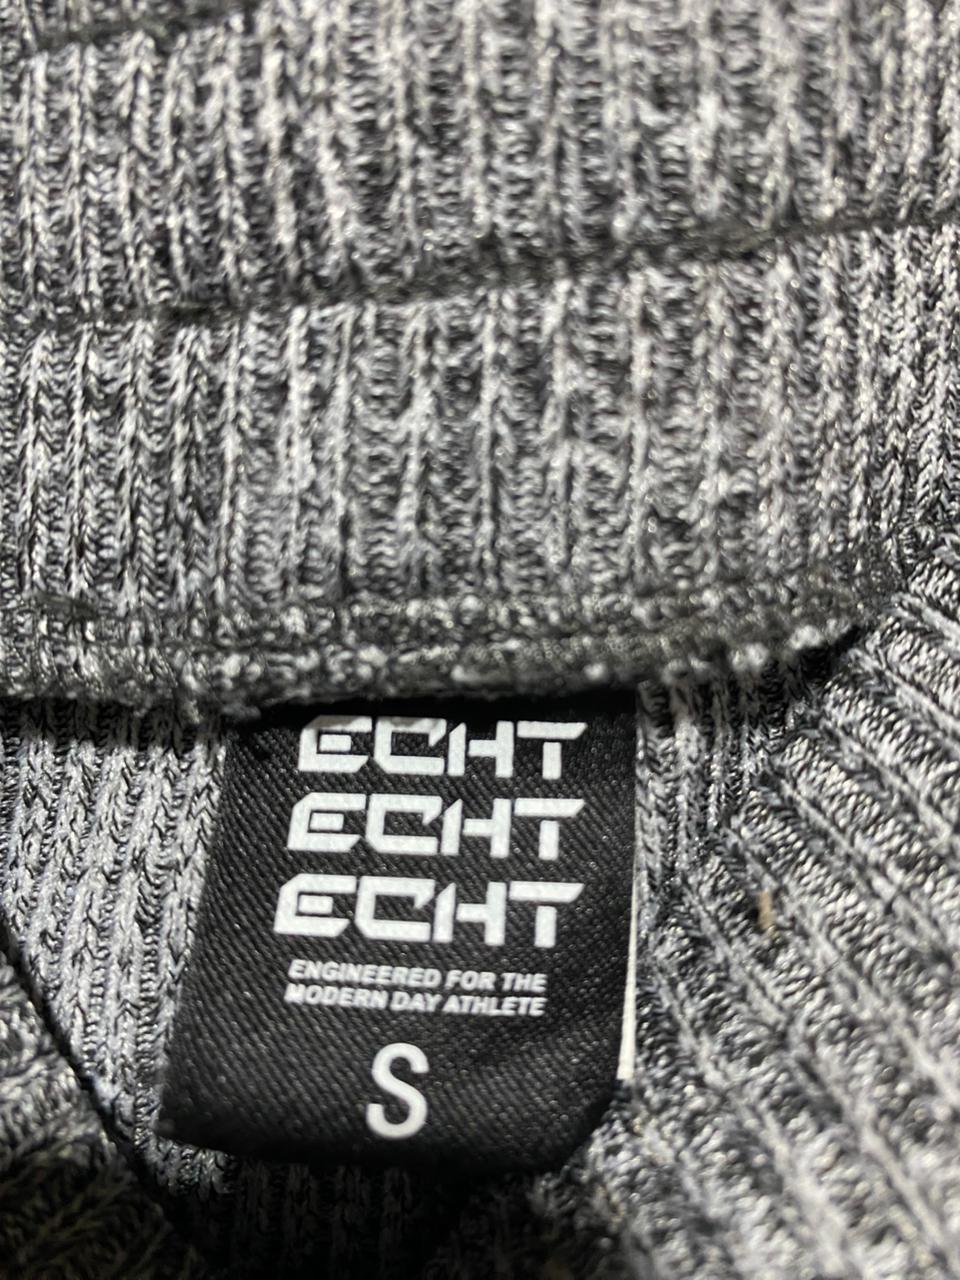 ECHT
ECHT
ECHT
ENGINEERED FOR THE
MODERN DAY ATHLETE
S